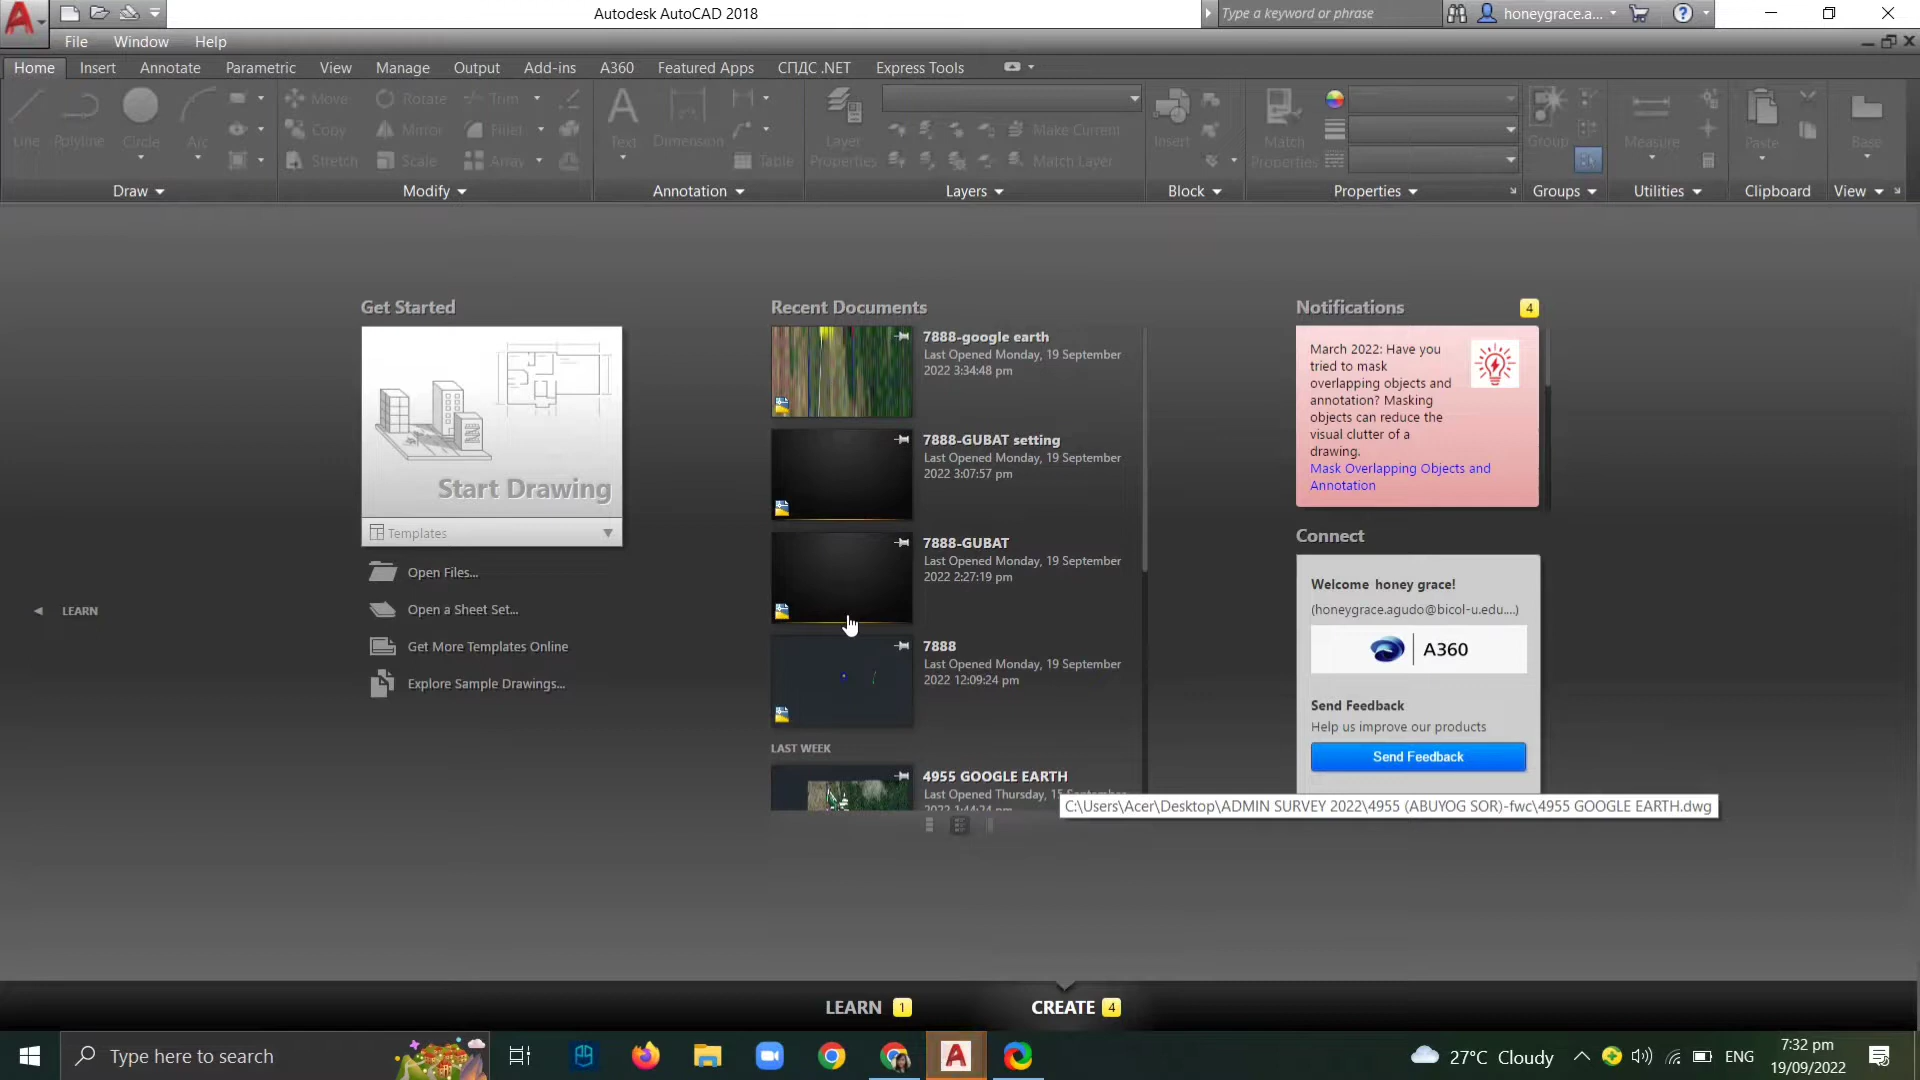 Autodesk AutoCAD 2018
Type a keyword or phrase
honeygrace.a...
File Window Help
Home Insert Annotate Parametric View Manage Output Add-ins A360 Featured Apps СПДС .NET Express Tools
Line Polyline Circle Arc
Move Rotate Trim
Copy Mirror Fillet
Stretch Scale Array
Text Dimension Table
Layer Properties
Make Current
Match Layer
Insert
Match Properties
Group
Measure
Paste
Base
Draw Modify Annotation Layers Block Properties Groups Utilities Clipboard View
Get Started
Start Drawing
Templates
Open Files...
Open a Sheet Set...
Get More Templates Online
Explore Sample Drawings...
LEARN
Recent Documents
7888-google earth
Last Opened Monday, 19 September
2022 3:34:48 pm
7888-GUBAT setting
Last Opened Monday, 19 September
2022 3:07:57 pm
7888-GUBAT
Last Opened Monday, 19 September
2022 2:27:19 pm
7888
Last Opened Monday, 19 September
2022 12:09:24 pm
LAST WEEK
4955 GOOGLE EARTH
Last Opened Thursday, 15 September
2022 1:44:24 pm
C:\Users\Acer\Desktop\ADMIN SURVEY 2022\4955 (ABUYOG SOR)-fwc\4955 GOOGLE EARTH.dwg
Notifications 4
March 2022: Have you
tried to mask
overlapping objects and
annotation? Masking
objects can reduce the
visual clutter of a
drawing.
Mask Overlapping Objects and
Annotation
Connect
Welcome honey grace!
(honeygrace.agudo@bicol-u.edu....)
A360
Send Feedback
Help us improve our products
Send Feedback
LEARN 1
CREATE 4
Type here to search
27°C Cloudy
ENG
7:32 pm
19/09/2022